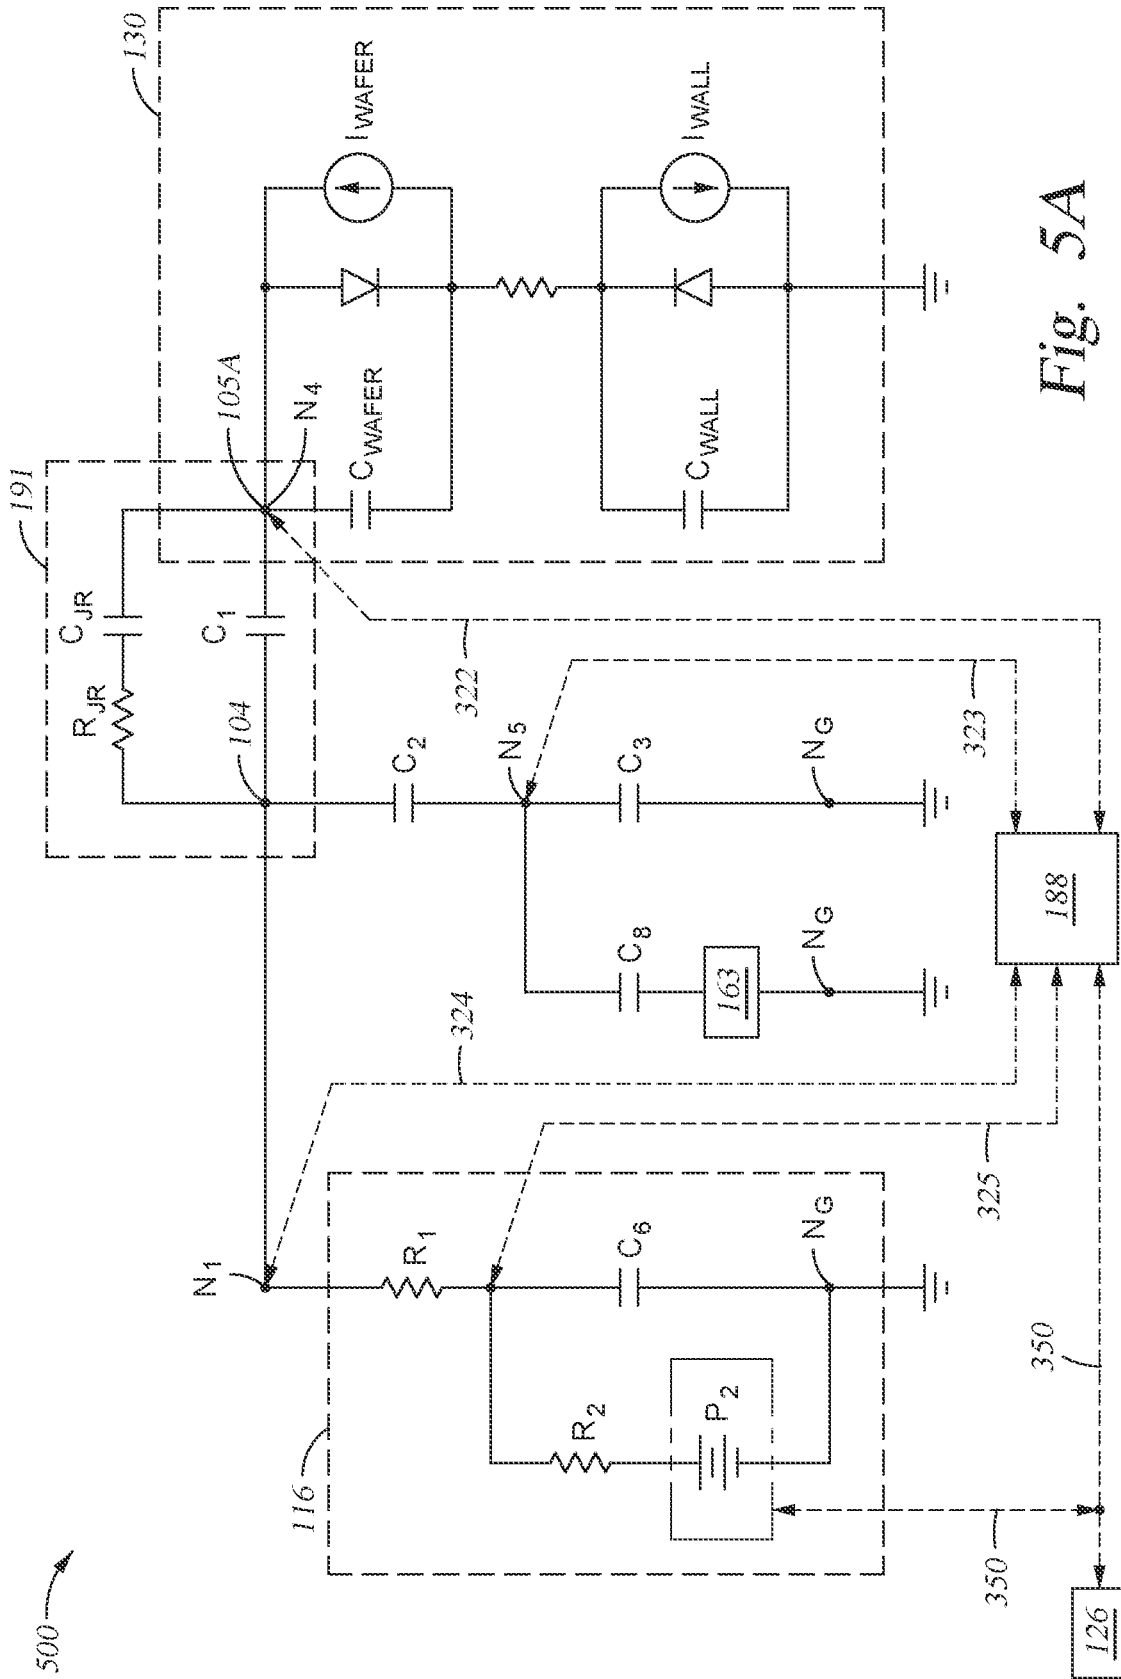 500
116
N1
R1
R2
P2
C6
NG
350
350
126
324
325
C8
163
NG
191
RJR
CJR
104
C1
C2
N5
C3
NG
322
323
188
130
105A
N4
CWAFER
IWAFER
CWALL
IWALL
Fig. 5A